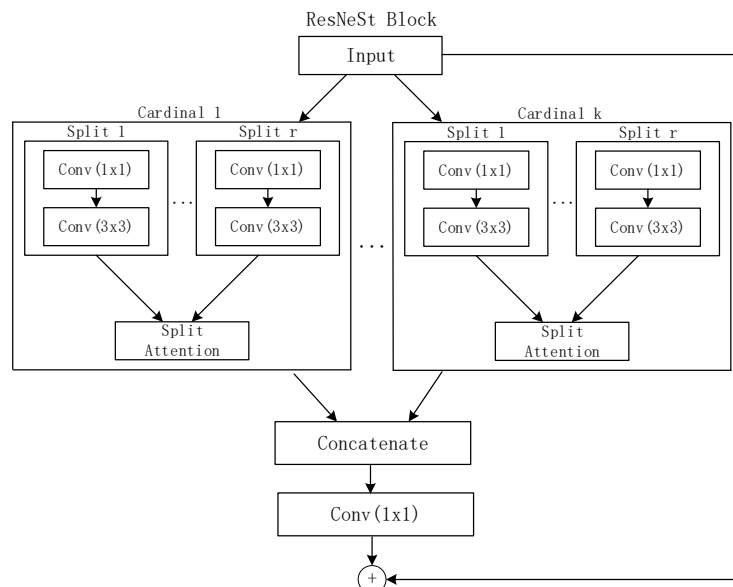 ResNeSt Block
Input
Cardinal 1
Cardinal k
Split 1
Split r
Split 1
Split r
Conv(1x1)
Conv(1x1)
Conv(1x1)
Conv(1x1)
...
...
Conv(3x3)
Conv(3x3)
Conv(3x3)
Conv(3x3)
...
Split
Attention
Split
Attention
Concatenate
Conv(1x1)
+